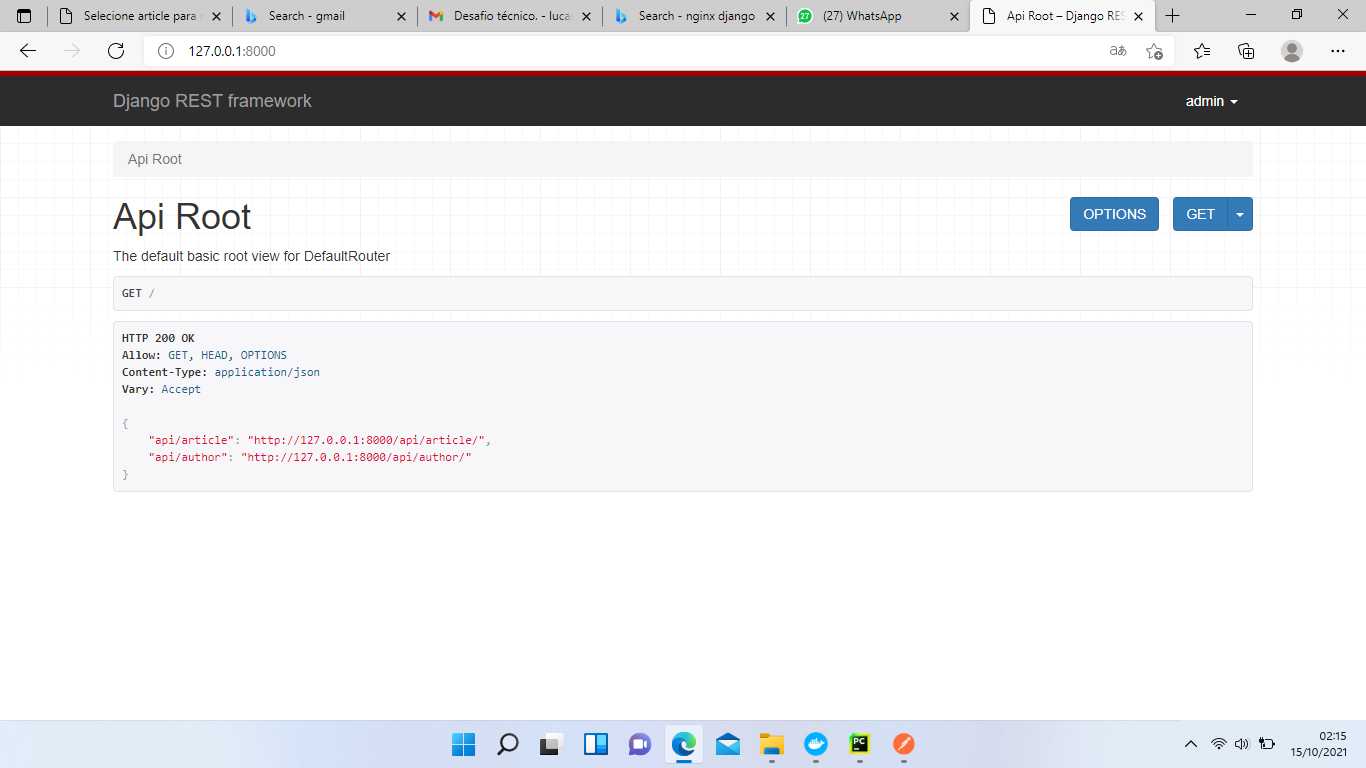 Selecione article para
Search - gmail
Desafio técnico. - luca
Search - nginx django
27
(27) WhatsApp
Api Root – Django RES
127.0.0.1:8000
aあ
Django REST framework
admin
Api Root
Api Root
OPTIONS
GET
The default basic root view for DefaultRouter
GET /
HTTP 200 OK
Allow: GET, HEAD, OPTIONS
Content-Type: application/json
Vary: Accept
{
"api/article": "http://127.0.0.1:8000/api/article/",
"api/author": "http://127.0.0.1:8000/api/author/"
}
PC
02:15
15/10/2021